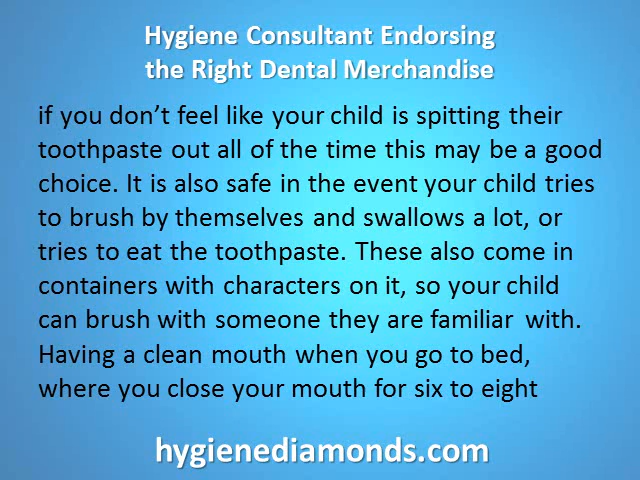 Hygiene Consultant Endorsing
the Right Dental Merchandise
if you don’t feel like your child is spitting their
toothpaste out all of the time this may be a good
choice. It is also safe in the event your child tries
to brush by themselves and swallows a lot, or
tries to eat the toothpaste. These also come in
containers with characters on it, so your child
can brush with someone they are familiar with.
Having a clean mouth when you go to bed,
where you close your mouth for six to eight
hygienediamonds.com